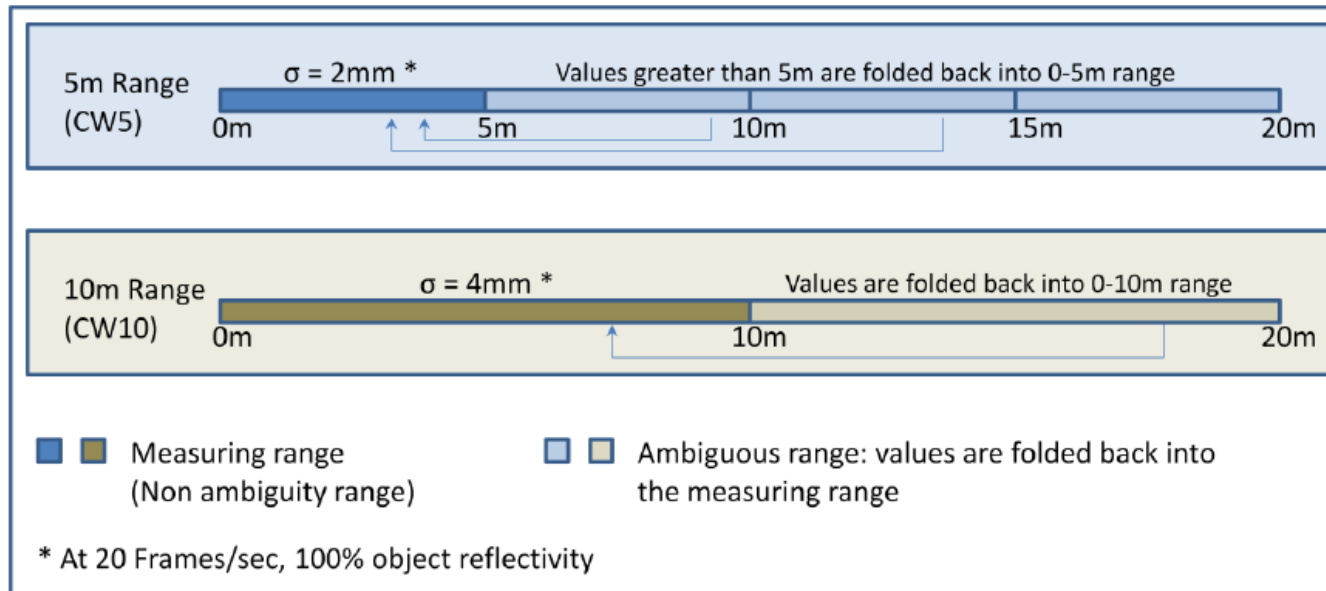 5m Range
(CW5)
σ = 2mm *
Values greater than 5m are folded back into 0-5m range
0m
5m
10m
15m
20m
10m Range
(CW10)
σ = 4mm *
Values are folded back into 0-10m range
0m
10m
20m
Measuring range
(Non ambiguity range)
Ambiguous range: values are folded back into
the measuring range
* At 20 Frames/sec, 100% object reflectivity